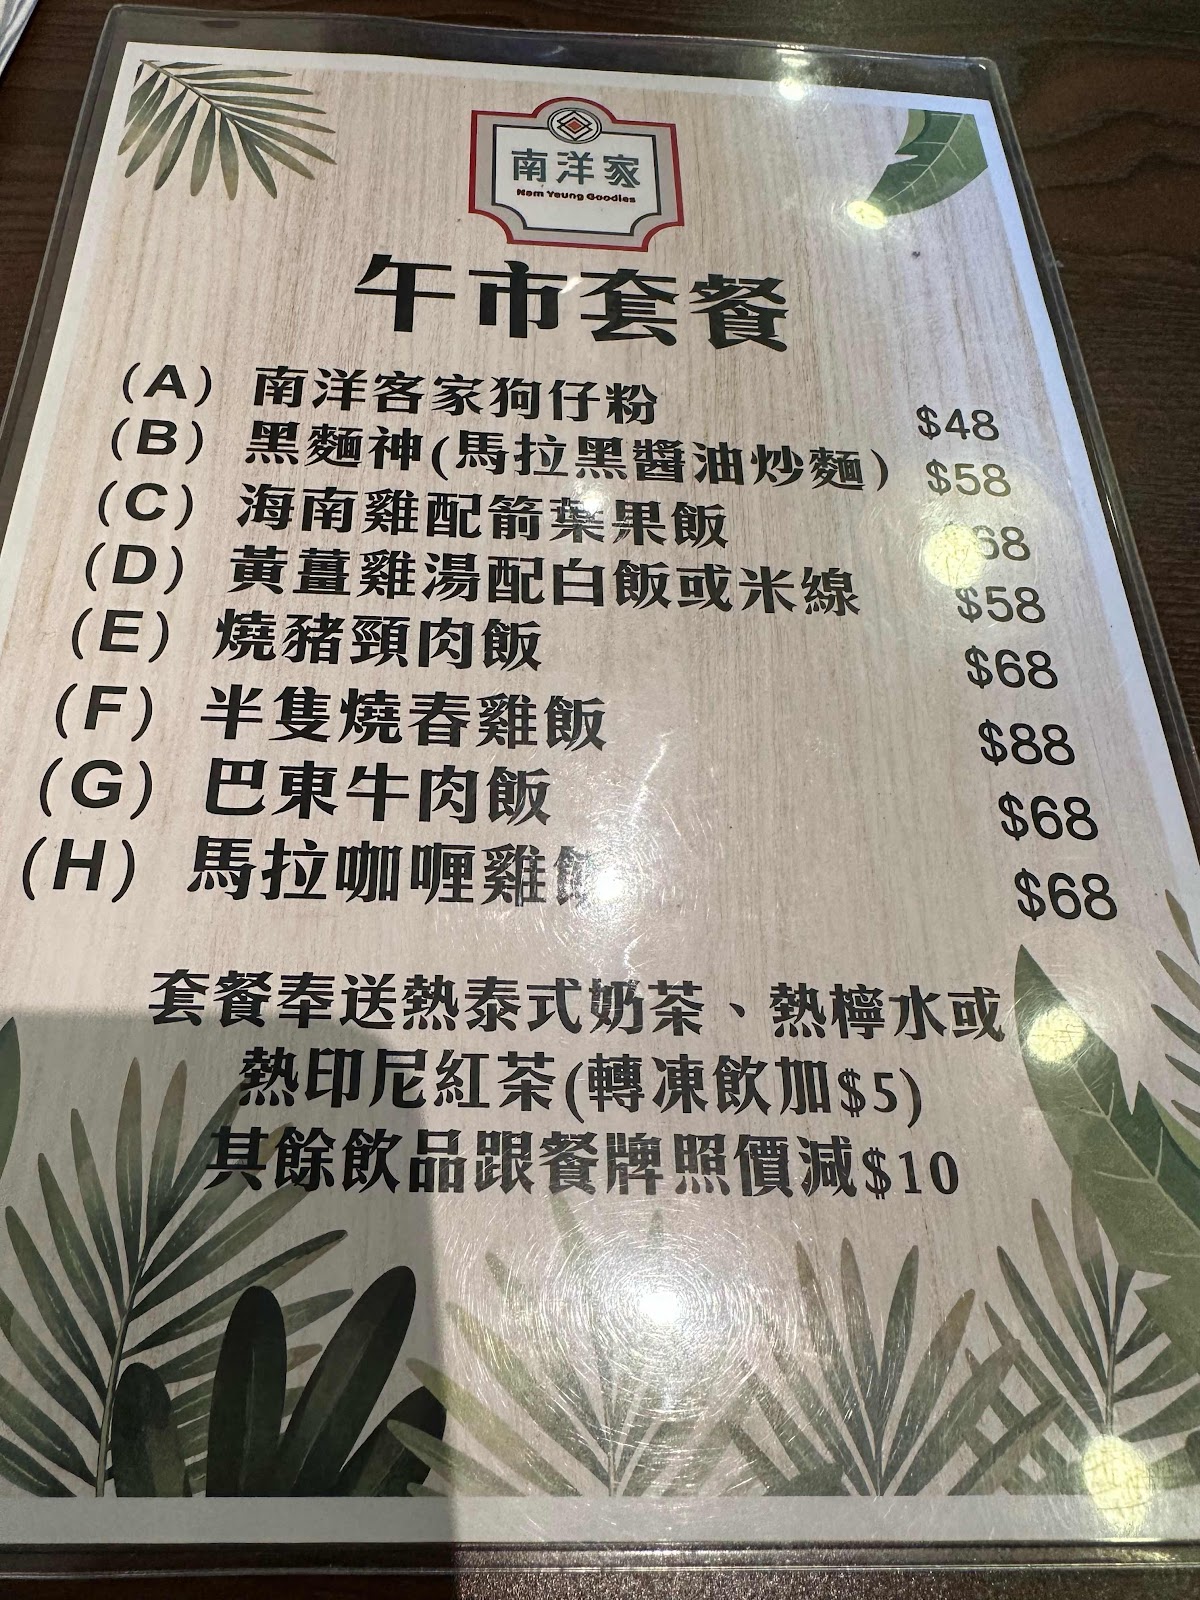 南洋家
Nam Yeung Goodies
午市套餐
(A) 南洋客家狗仔粉 $48
(B) 黑麵神(馬拉黑醬油炒麵) $58
(C) 海南雞配箭葉果飯 $68
(D) 黃薑雞湯配白飯或米線 $58
(E) 燒豬頸肉飯 $68
(F) 半隻燒春雞飯 $88
(G) 巴東牛肉飯 $68
(H) 馬拉咖喱雞飯 $68
套餐奉送熱泰式奶茶、熱檸水或
熱印尼紅茶(轉凍飲加$5)
其餘飲品跟餐牌照價減$10